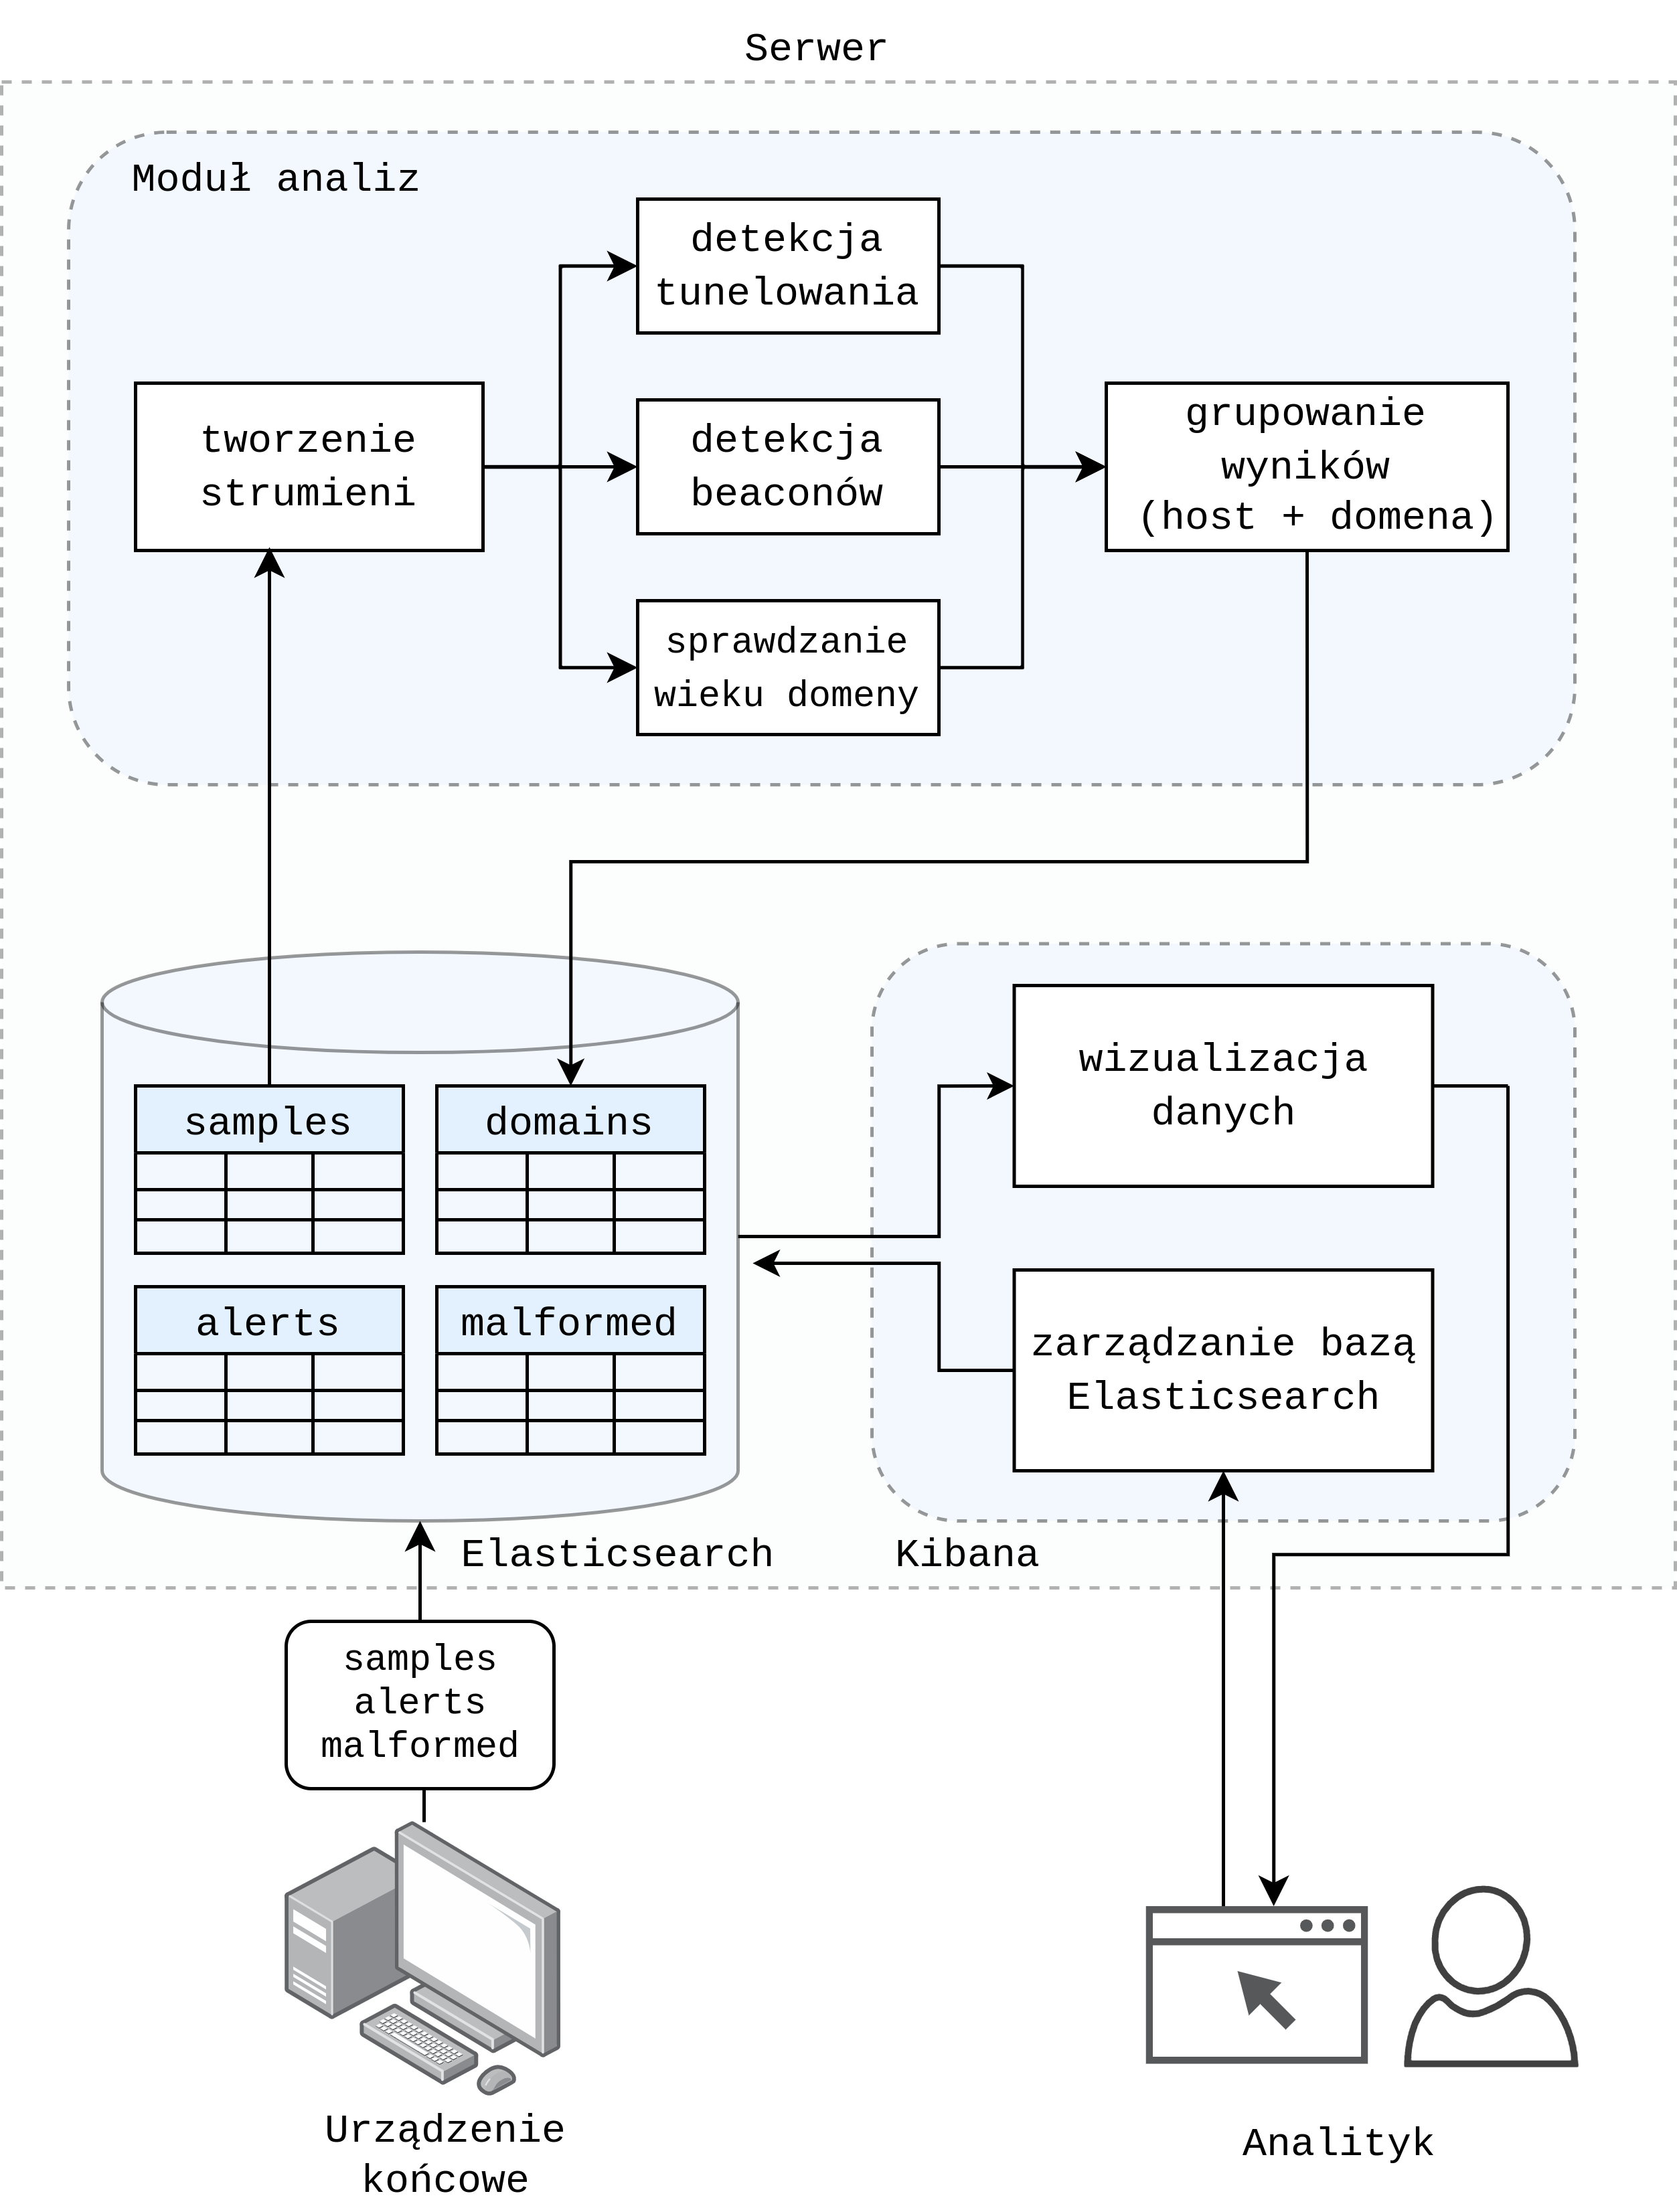 Serwer
Moduł analiz
detekcja
tunelowania
tworzenie
strumieni
detekcja
beaconów
grupowanie
wyników
(host + domena)
sprawdzanie
wieku domeny
samples
domains
alerts
malformed
wizualizacja
danych
zarządzanie bazą
Elasticsearch
Elasticsearch
Kibana
samples
alerts
malformed
Urządzenie
końcowe
Analityk